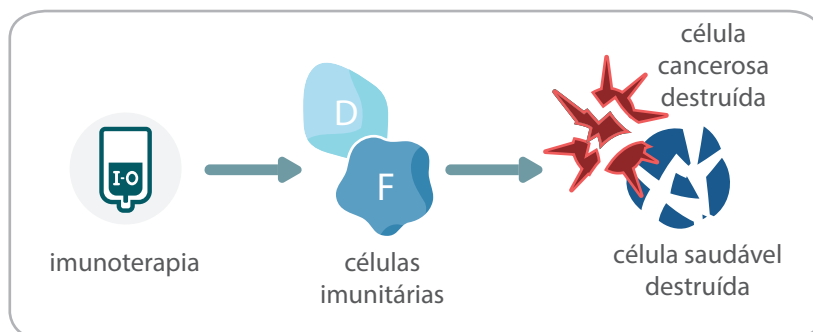 I-O
imunoterapia
D
F
células
imunitárias
célula
cancerosa
destruída
célula saudável
destruída